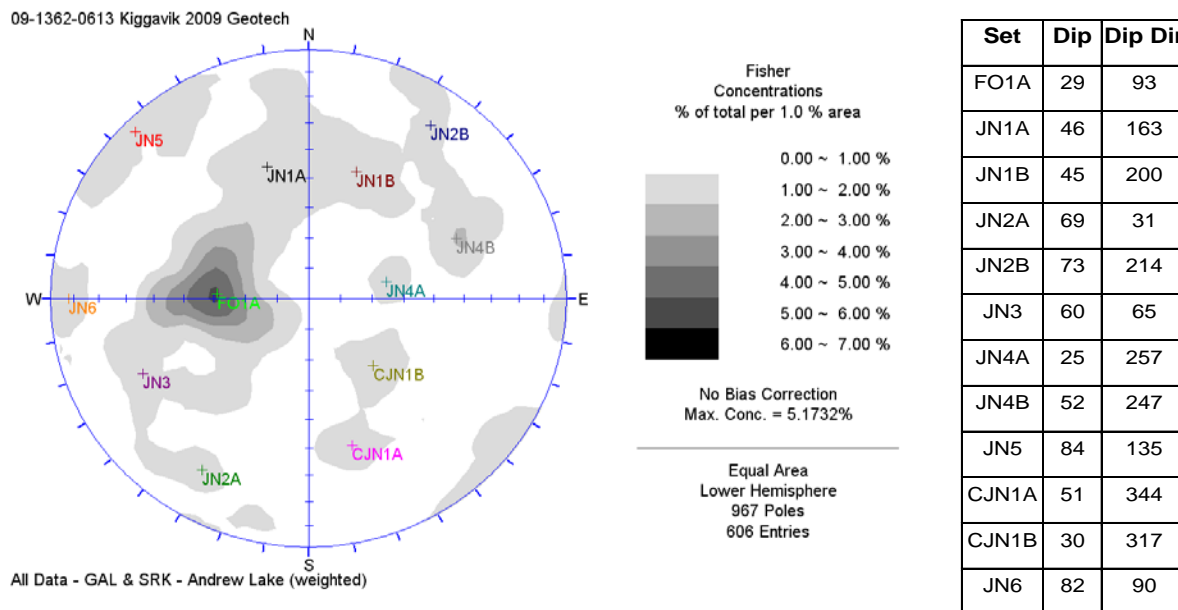 09-1362-0613 Kiggavik 2009 Geotech
N
JN5
JN2B
JN1A
JN1B
JN4B
JN4A
W
E
JN6
FO1A
CJN1B
JN3
CJN1A
JN2A
S
All Data - GAL & SRK - Andrew Lake (weighted)
Fisher
Concentrations
% of total per 1.0 % area
0.00 ~ 1.00 %
1.00 ~ 2.00 %
2.00 ~ 3.00 %
3.00 ~ 4.00 %
4.00 ~ 5.00 %
5.00 ~ 6.00 %
6.00 ~ 7.00 %
No Bias Correction
Max. Conc. = 5.1732%
Equal Area
Lower Hemisphere
967 Poles
606 Entries
Set Dip Dip Dir
FO1A 29 93
JN1A 46 163
JN1B 45 200
JN2A 69 31
JN2B 73 214
JN3 60 65
JN4A 25 257
JN4B 52 247
JN5 84 135
CJN1A 51 344
CJN1B 30 317
JN6 82 90